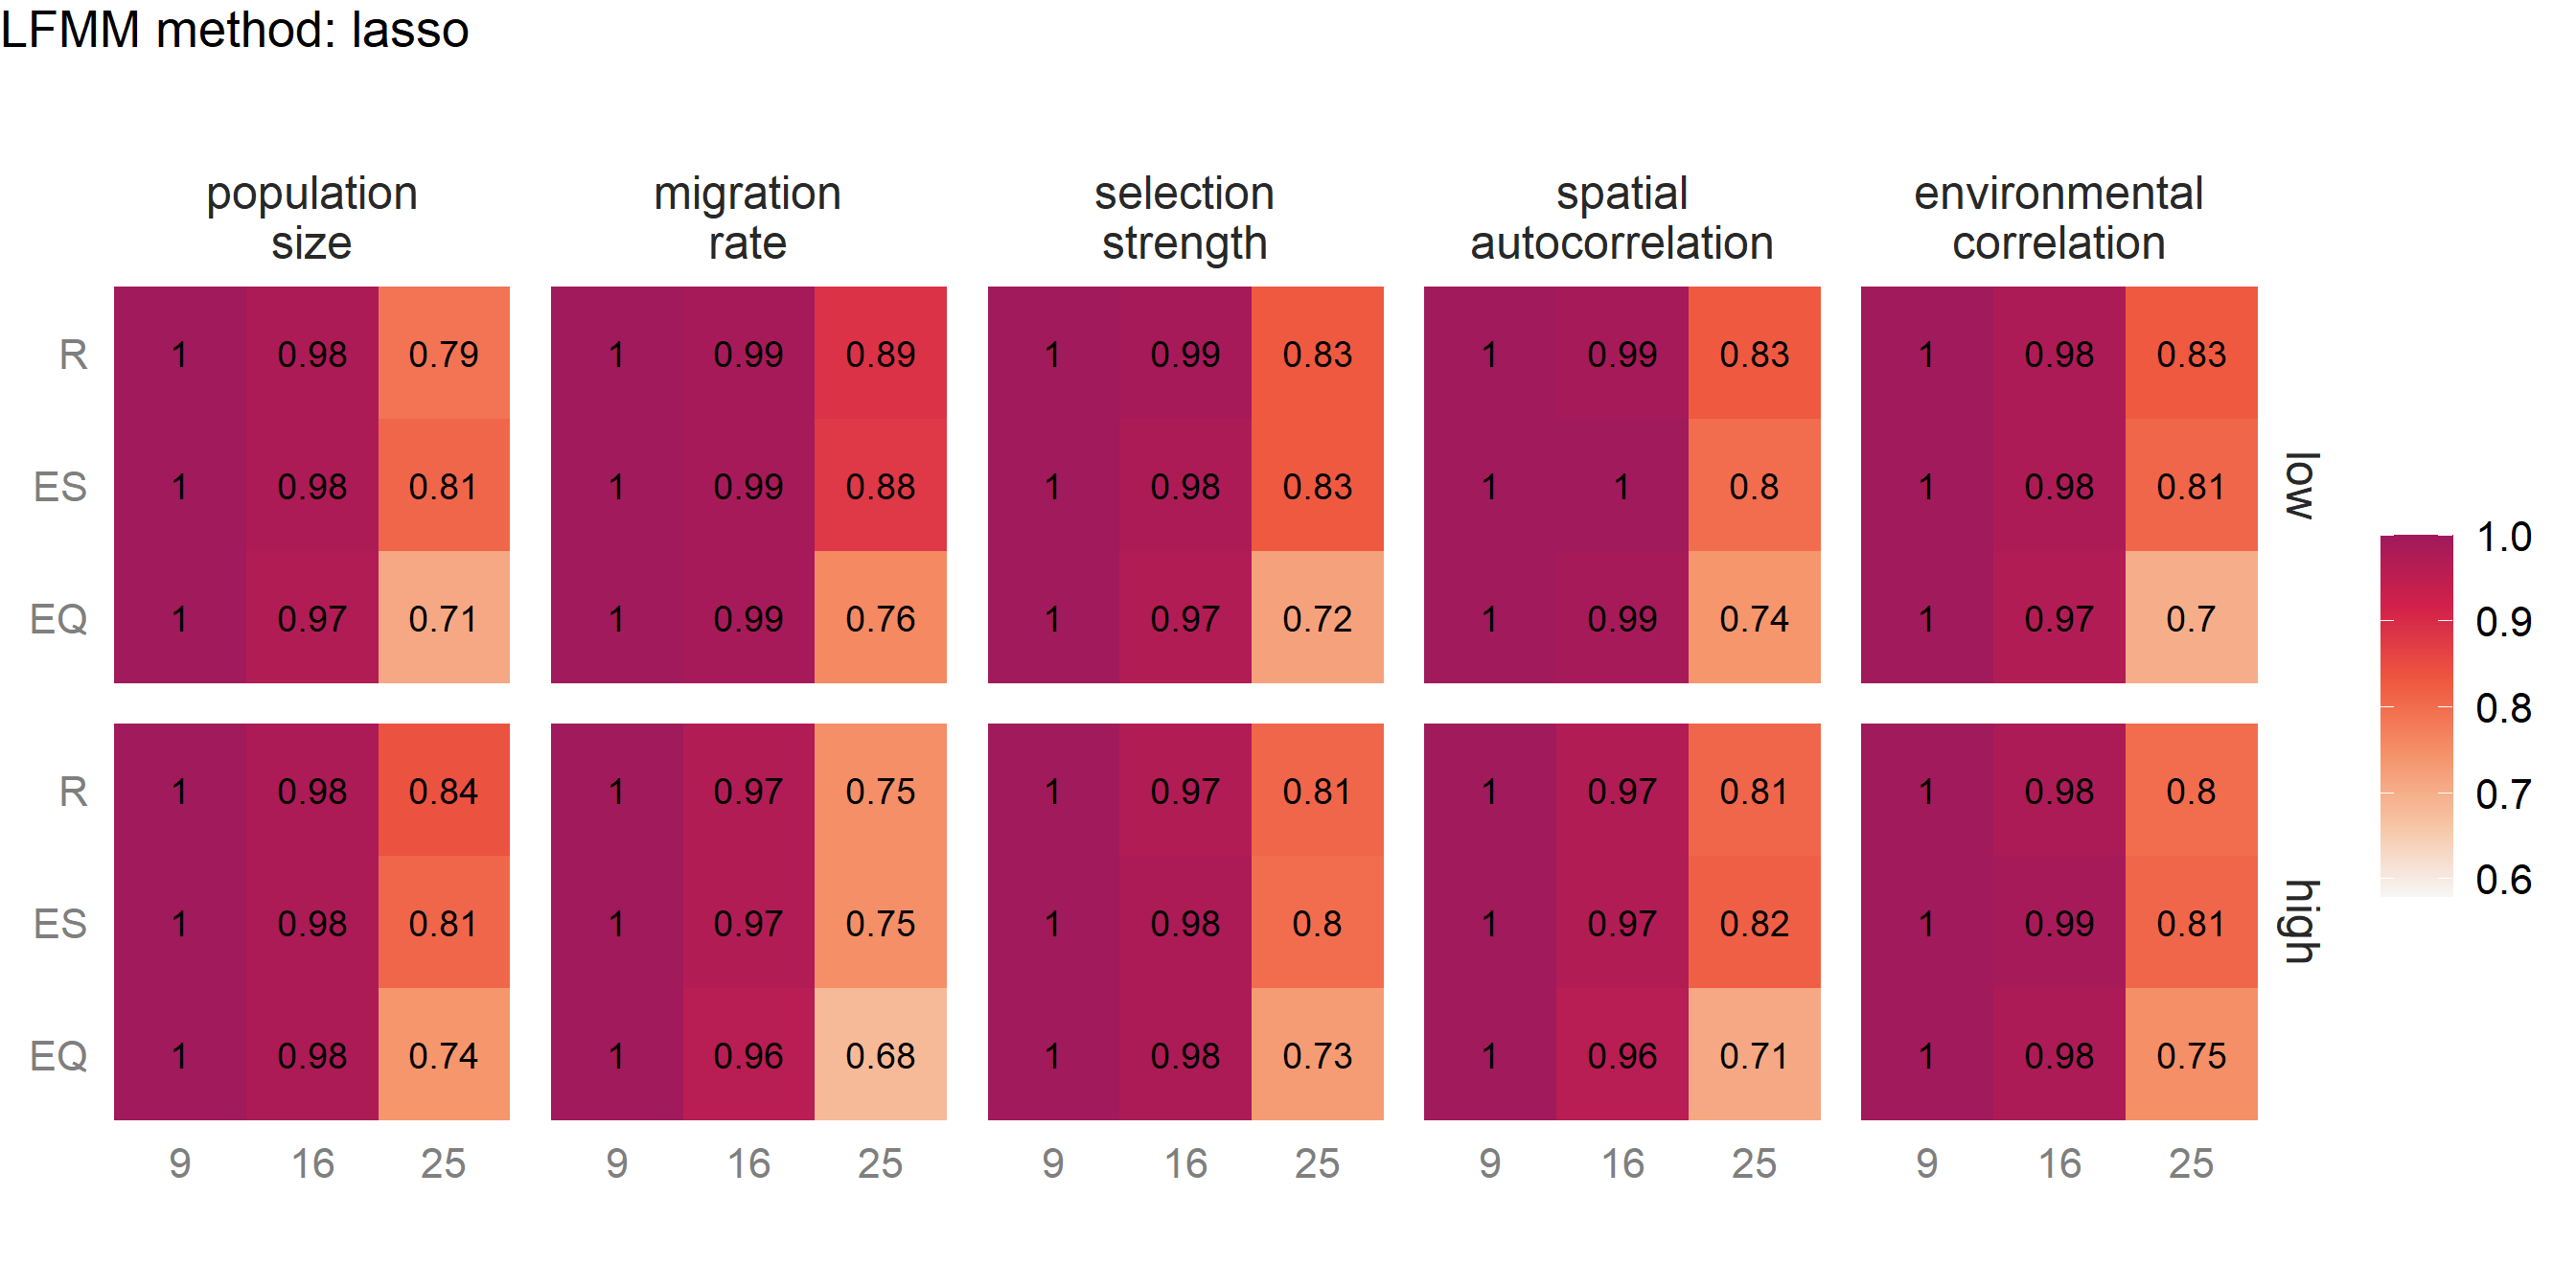 LFMM method: lasso
population migration selection spatial environmental
size rate strength autocorrelation correlation
R 1 0.98 0.79 1 0.99 0.89 1 0.99 0.83 1 0.99 0.83 1 0.98 0.83
ES 1 0.98 0.81 1 0.99 0.88 1 0.98 0.83 1 1 0.8 1 0.98 0.81
low
EQ 1 0.97 0.71 1 0.99 0.76 1 0.97 0.72 1 0.99 0.74 1 0.97 0.7
R 1 0.98 0.84 1 0.97 0.75 1 0.97 0.81 1 0.97 0.81 1 0.98 0.8
ES 1 0.98 0.81 1 0.97 0.75 1 0.98 0.8 1 0.97 0.82 1 0.99 0.81
high
EQ 1 0.98 0.74 1 0.96 0.68 1 0.98 0.73 1 0.96 0.71 1 0.98 0.75
9 16 25 9 16 25 9 16 25 9 16 25 9 16 25
1.0
0.9
0.8
0.7
0.6